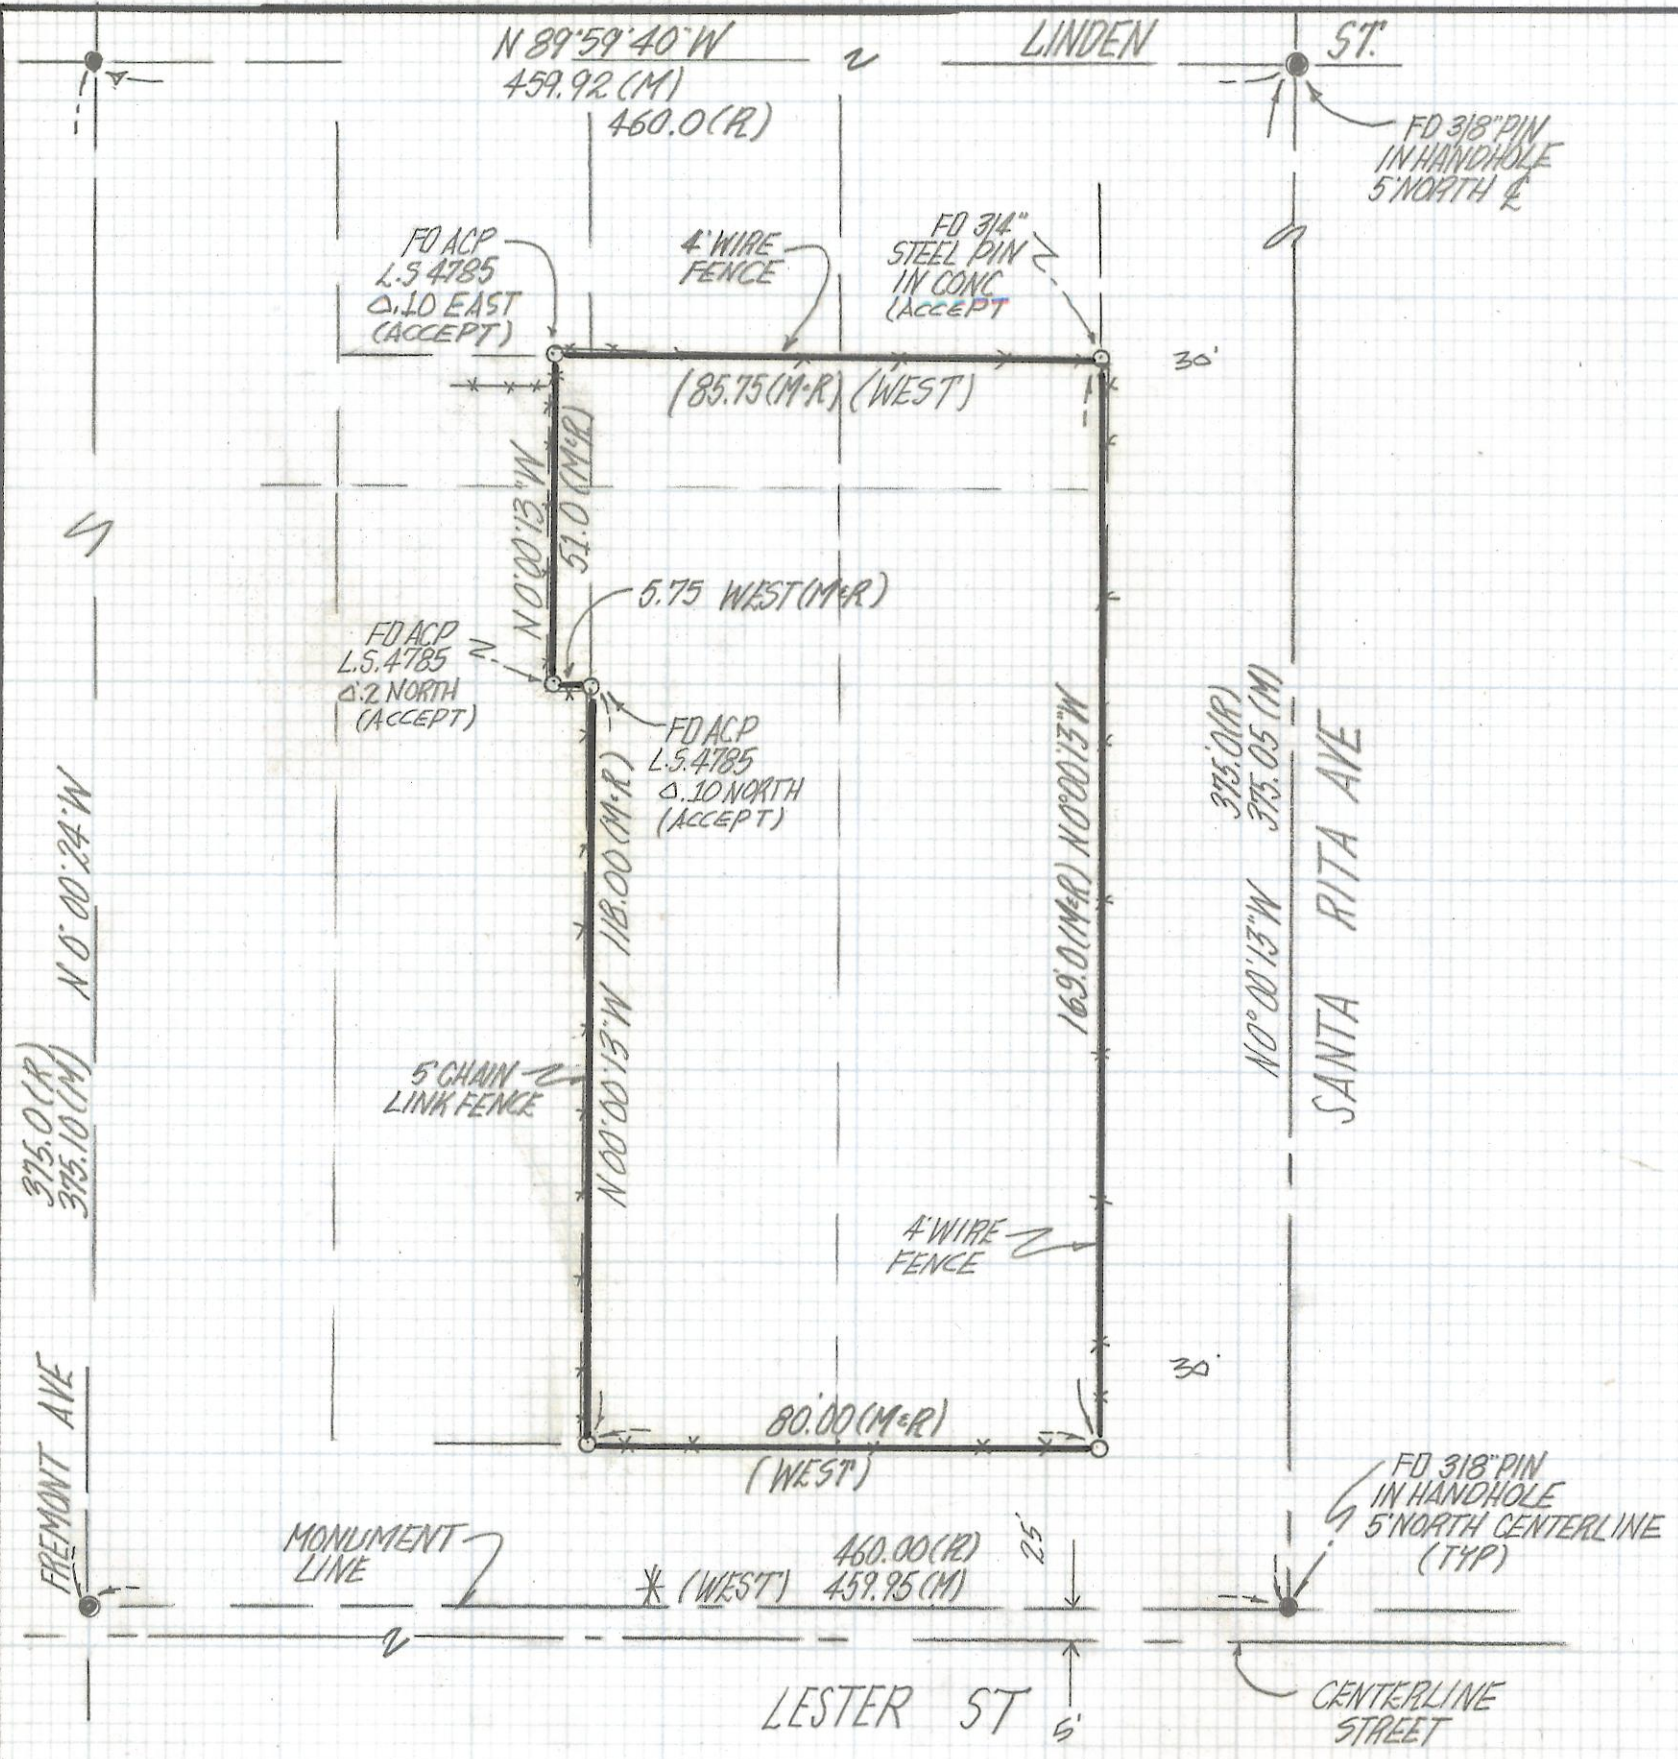 N 89°59'40"W
459.92 (M)
460.0 (R)
LINDEN ST.
FD 3/8" PIN
IN HANDHOLE
5' NORTH ℄
FD ACP
L.S 4785
Δ.10 EAST
(ACCEPT)
4' WIRE
FENCE
FD 3/4"
STEEL PIN
IN CONC
(ACCEPT
30'
(85.75 (M&R) (WEST)
N 0°00'13"W
51.0 (M&R)
5.75 WEST (M&R)
FD ACP
L.S. 4785
Δ.2 NORTH
(ACCEPT)
FD ACP
L.S. 4785
Δ.10 NORTH
(ACCEPT)
N 0°00'24"W
375.0 (R)
375.10 (M)
FREMONT AVE
N00°00'13"W 118.00 (M&R)
5' CHAIN
LINK FENCE
169.0 (M&R) N0°00'13"W
375.0 (R)
375.05 (M)
N0°00'13"W
SANTA RITA AVE
4' WIRE
FENCE
30'
80.00 (M&R)
(WEST)
MONUMENT
LINE
460.00 (R)
* (WEST) 459.95 (M)
25'
FD 3/8" PIN
IN HANDHOLE
5' NORTH CENTERLINE
(TYP)
LESTER ST
5'
CENTERLINE
STREET